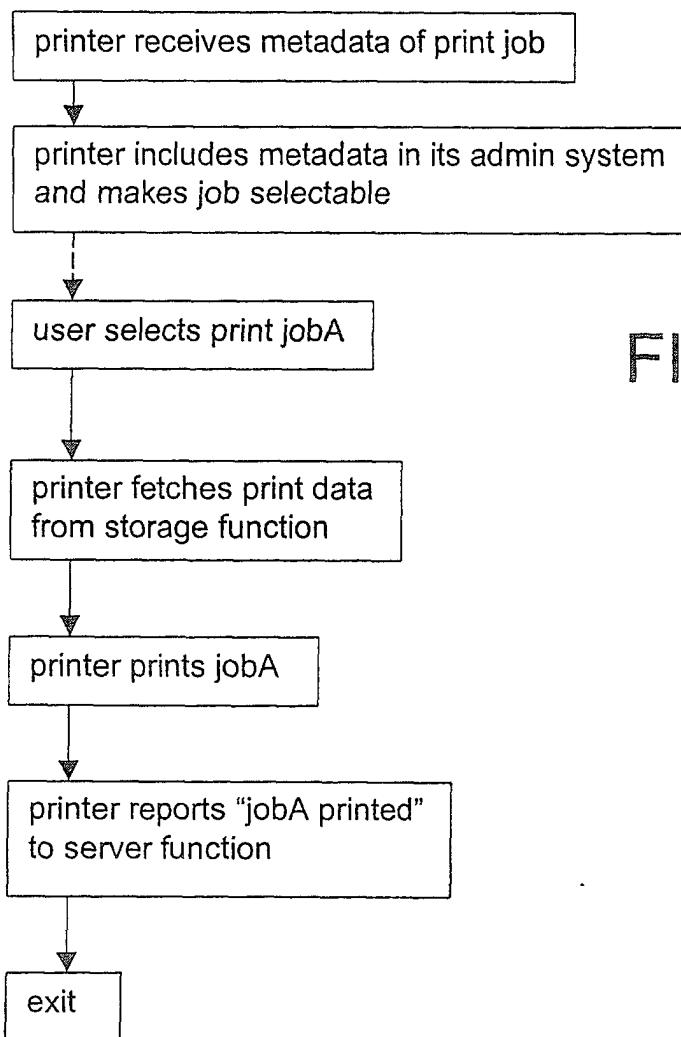 printer receives metadata of print job
printer includes metadata in its admin system
and makes job selectable
user selects print jobA
FI
printer fetches print data
from storage function
printer prints jobA
printer reports “jobA printed”
to server function
exit